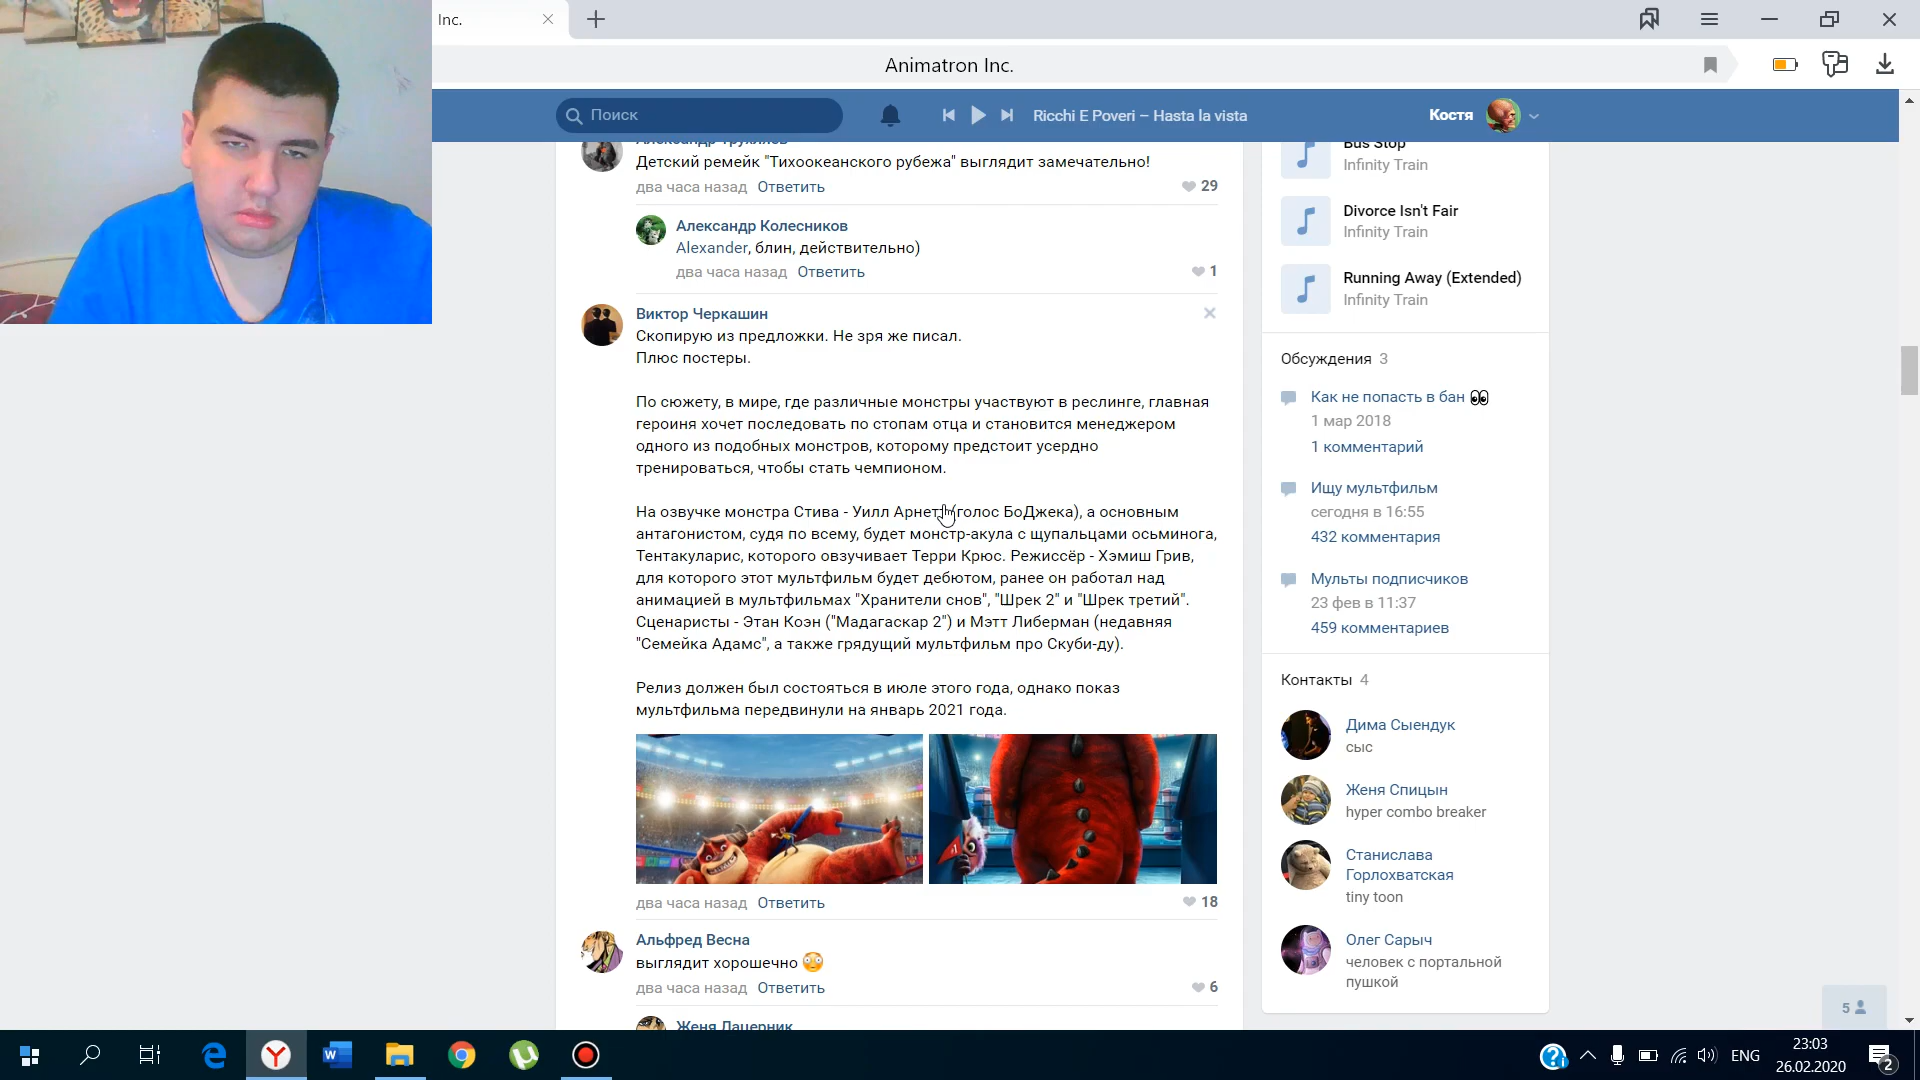 Inc.
Animatron Inc.
Поиск
Ricchi E Poveri – Hasta la vista
Костя
Александр Трухилев
Детский ремейк "Тихоокеанского рубежа" выглядит замечательно!
два часа назад Ответить
29
Александр Колесников
Alexander, блин, действительно)
два часа назад Ответить
1
Виктор Черкашин
Скопирую из предложки. Не зря же писал.
Плюс постеры.
По сюжету, в мире, где различные монстры участвуют в реслинге, главная
героиня хочет последовать по стопам отца и становится менеджером
одного из подобных монстров, которому предстоит усердно
тренироваться, чтобы стать чемпионом.
На озвучке монстра Стива - Уилл Арнетт (голос БоДжека), а основным
антагонистом, судя по всему, будет монстр-акула с щупальцами осьминога,
Тентакуларис, которого овзучивает Терри Крюс. Режиссёр - Хэмиш Грив,
для которого этот мультфильм будет дебютом, ранее он работал над
анимацией в мультфильмах "Хранители снов", "Шрек 2" и "Шрек третий".
Сценаристы - Этан Коэн ("Мадагаскар 2") и Мэтт Либерман (недавняя
"Семейка Адамс", а также грядущий мультфильм про Скуби-ду).
Релиз должен был состояться в июле этого года, однако показ
мультфильма передвинули на январь 2021 года.
#1
два часа назад Ответить
18
Альфред Весна
выглядит хорошечно 😳
два часа назад Ответить
6
Женя Лацерник
Bus Stop
Infinity Train
Divorce Isn't Fair
Infinity Train
Running Away (Extended)
Infinity Train
Обсуждения 3
Как не попасть в бан 👀
1 мар 2018
1 комментарий
Ищу мультфильм
сегодня в 16:55
432 комментария
Мульты подписчиков
23 фев в 11:37
459 комментариев
Контакты 4
Дима Сыендук
сыс
Женя Спицын
hyper combo breaker
Станислава
Горлохватская
tiny toon
Олег Сарыч
человек с портальной
пушкой
5
ENG
23:03
26.02.2020
2